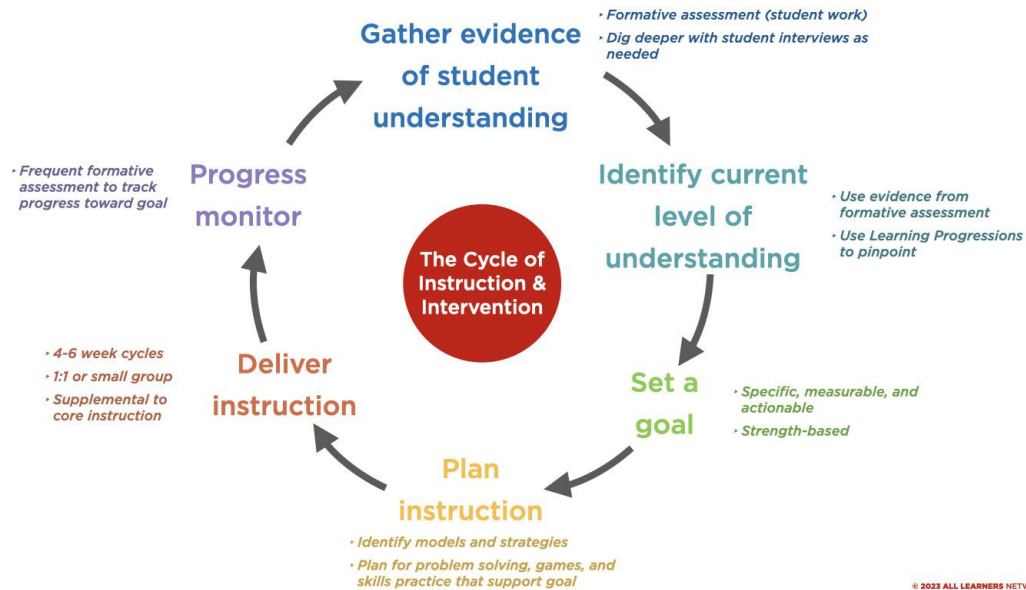 Gather evidence
of student
understanding
‣ Formative assessment (student work)
‣ Dig deeper with student interviews as
needed
Identify current
level of
understanding
‣ Use evidence from
formative assessment
‣ Use Learning Progressions
to pinpoint
Set a
goal
‣ Specific, measurable, and
actionable
‣ Strength-based
Plan
instruction
‣ Identify models and strategies
‣ Plan for problem solving, games, and
skills practice that support goal
Deliver
instruction
‣ 4-6 week cycles
‣ 1:1 or small group
‣ Supplemental to
core instruction
Progress
monitor
‣ Frequent formative
assessment to track
progress toward goal
The Cycle of
Instruction &
Intervention
© 2023 ALL LEARNERS NETW